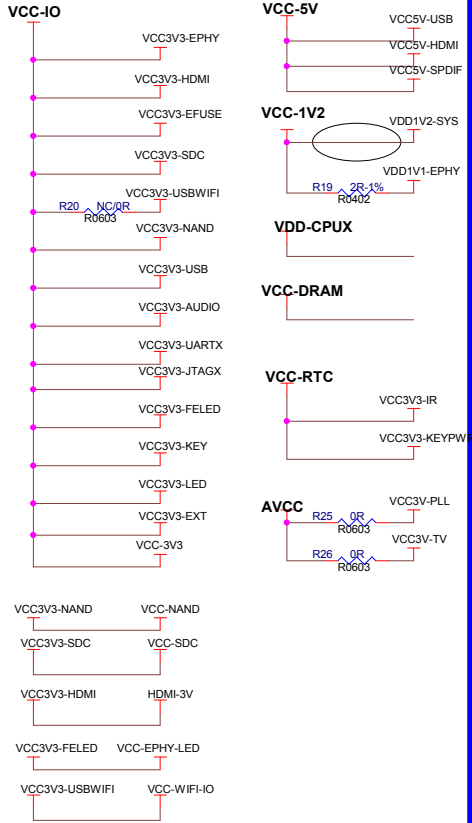 VCC-IO
VCC3V3-EPHY
VCC3V3-HDMI
VCC3V3-EFUSE
VCC3V3-SDC
VCC3V3-USBWIFI
R20 NC/0R
R0603
VCC3V3-NAND
VCC3V3-USB
VCC3V3-AUDIO
VCC3V3-UARTX
VCC3V3-JTAGX
VCC3V3-FELED
VCC3V3-KEY
VCC3V3-LED
VCC3V3-EXT
VCC-3V3
VCC3V3-NAND VCC-NAND
VCC3V3-SDC VCC-SDC
VCC3V3-HDMI HDMI-3V
VCC3V3-FELED VCC-EPHY-LED
VCC3V3-USBWIFI VCC-WIFI-IO
VCC-5V
VCC5V-USB
VCC5V-HDMI
VCC5V-SPDIF
VCC-1V2
VDD1V2-SYS
VDD1V1-EPHY
R19 2R-1%
R0402
VDD-CPUX
VCC-DRAM
VCC-RTC
VCC3V3-IR
VCC3V3-KEYPWR
AVCC
VCC3V-PLL
R25 0R
R0603
VCC3V-TV
R26 0R
R0603